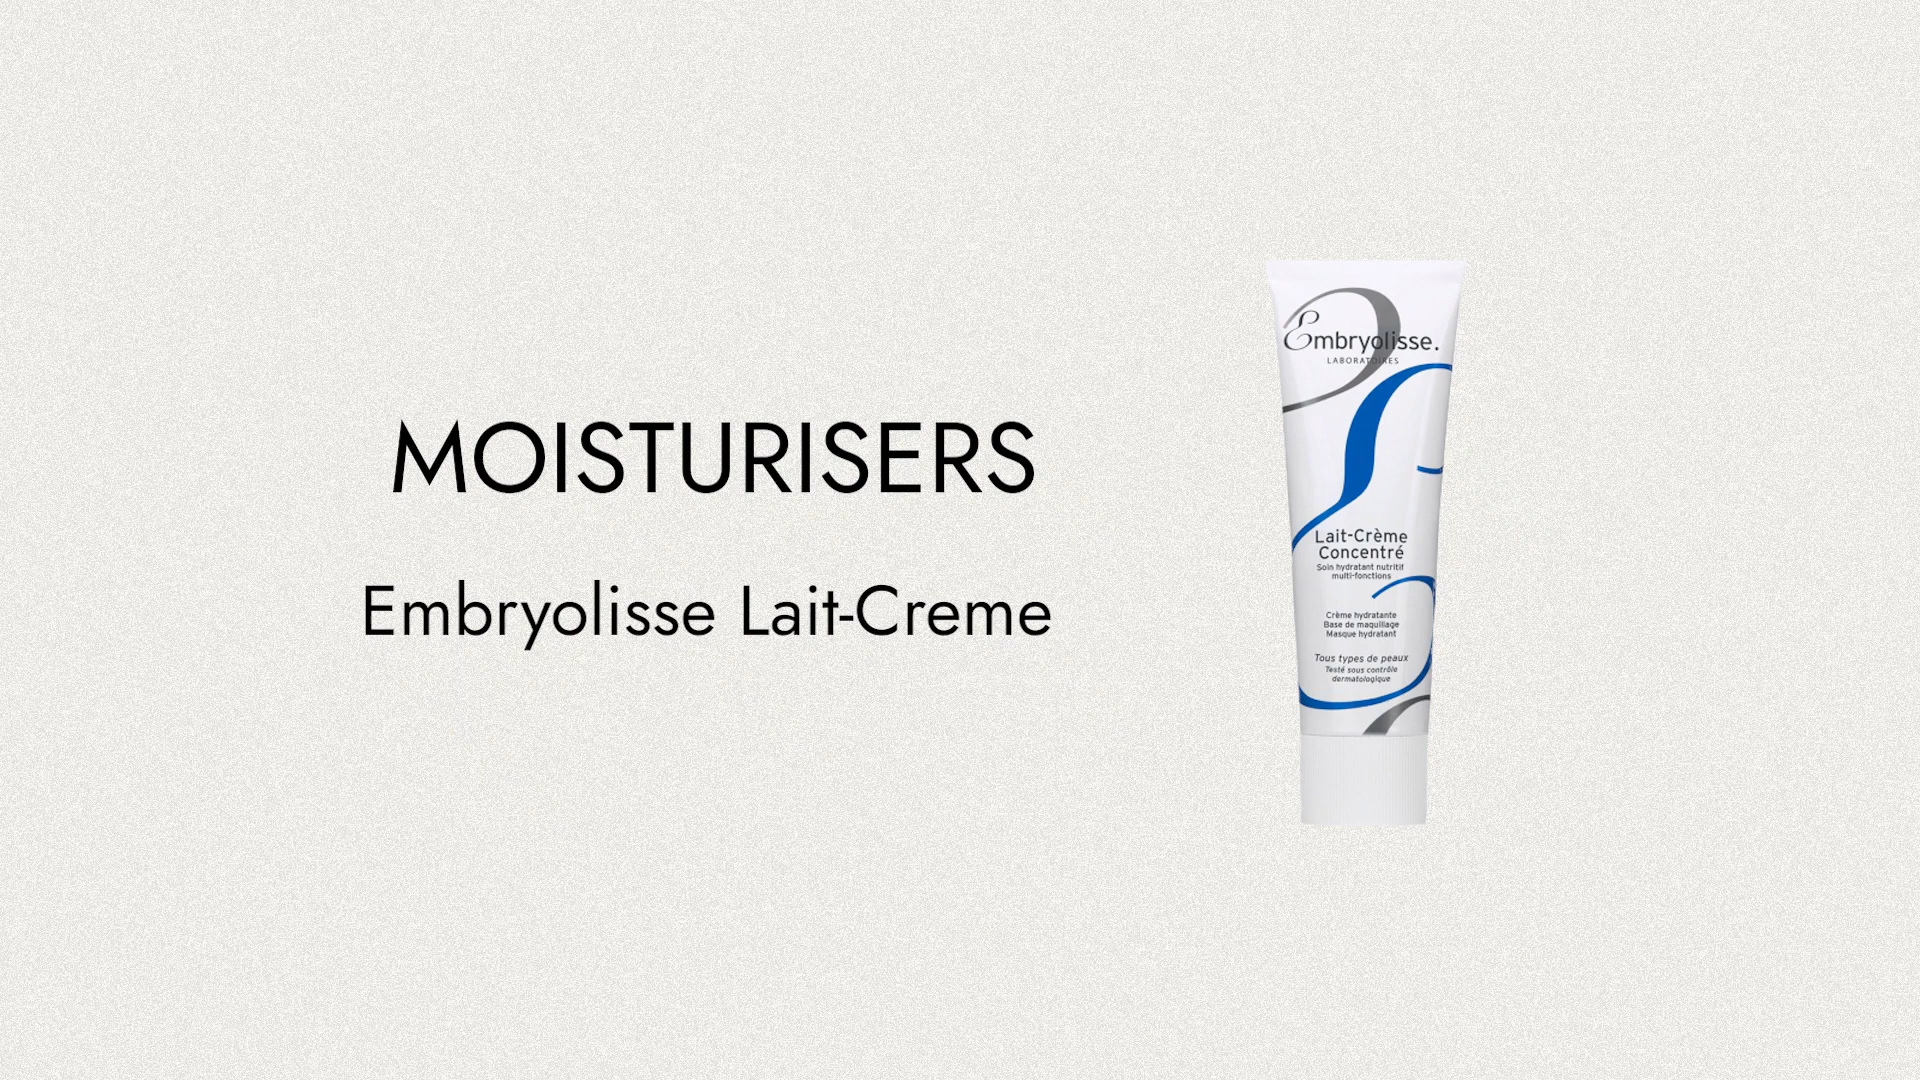 MOISTURISERS
Embryolisse Lait-Creme
Embryolisse.
LABORATOIRES
Lait-Crème
Concentré
Soin hydratant nutritif
multi-fonctions
Crème hydratante
Base de maquillage
Masque hydratant
Tous types de peaux
Testé sous contrôle
dermatologique